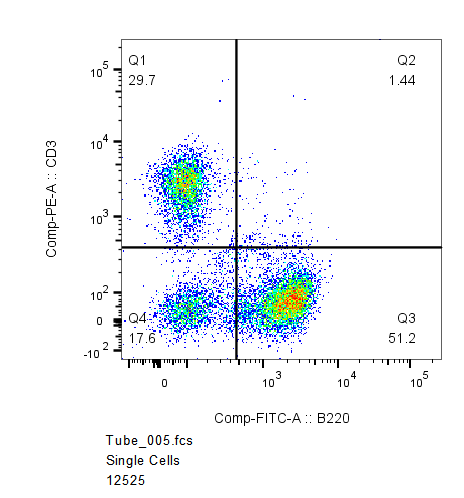 Q1
29.7
Q2
1.44
10^5
10^4
10^3
10^2
0
-10^2
Comp-PE-A :: CD3
Q4
17.6
Q3
51.2
0
10^3
10^4
10^5
Comp-FITC-A :: B220
Tube_005.fcs
Single Cells
12525